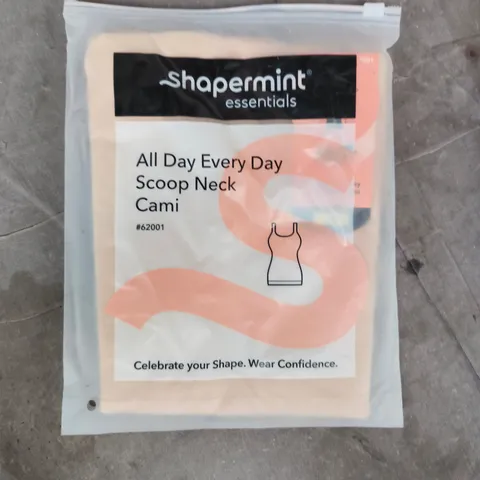 Shapermint
essentials
All Day Every Day
Scoop Neck
Cami
#62001
Celebrate your Shape. Wear Confidence.